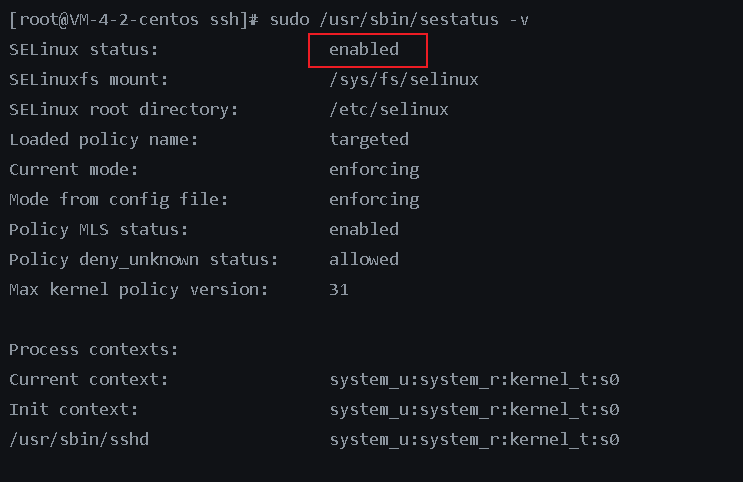 [root@VM-4-2-centos ssh]# sudo /usr/sbin/sestatus -v
SELinux status:                 enabled
SELinuxfs mount:                /sys/fs/selinux
SELinux root directory:         /etc/selinux
Loaded policy name:             targeted
Current mode:                   enforcing
Mode from config file:          enforcing
Policy MLS status:              enabled
Policy deny_unknown status:     allowed
Max kernel policy version:      31

Process contexts:
Current context:                system_u:system_r:kernel_t:s0
Init context:                   system_u:system_r:kernel_t:s0
/usr/sbin/sshd                  system_u:system_r:kernel_t:s0